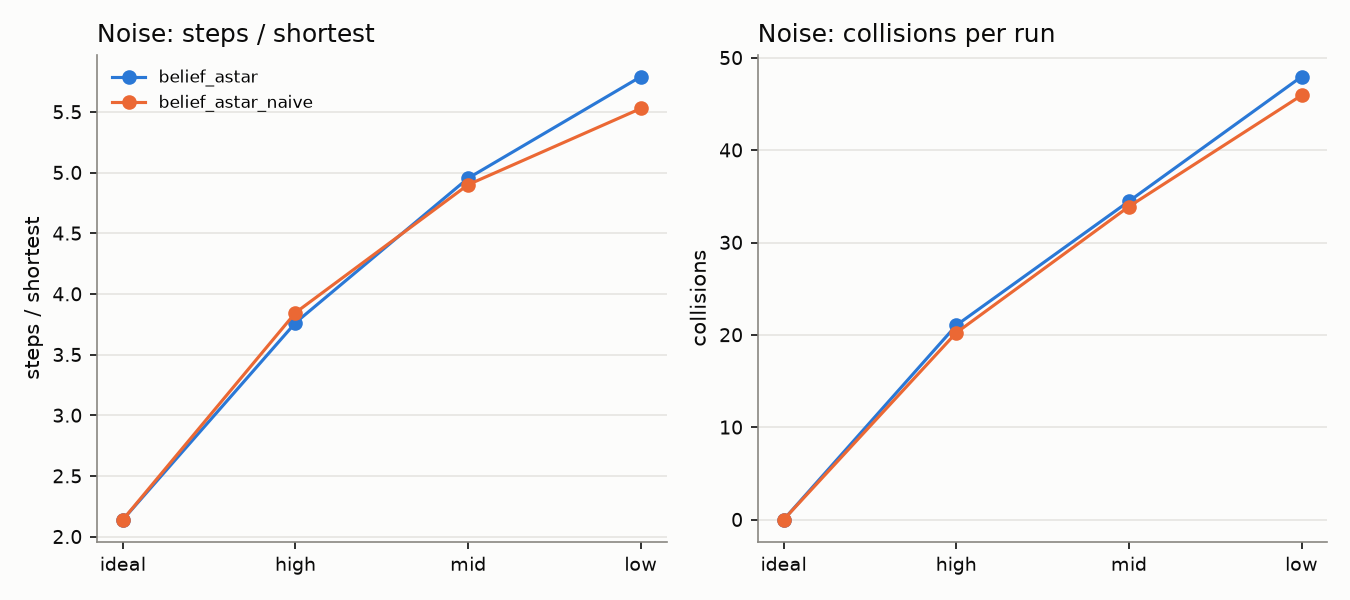 Noise: steps / shortest
belief_astar
belief_astar_naive
steps / shortest
5.5
5.0
4.5
4.0
3.5
3.0
2.5
2.0
ideal
high
mid
low
Noise: collisions per run
collisions
50
40
30
20
10
0
ideal
high
mid
low